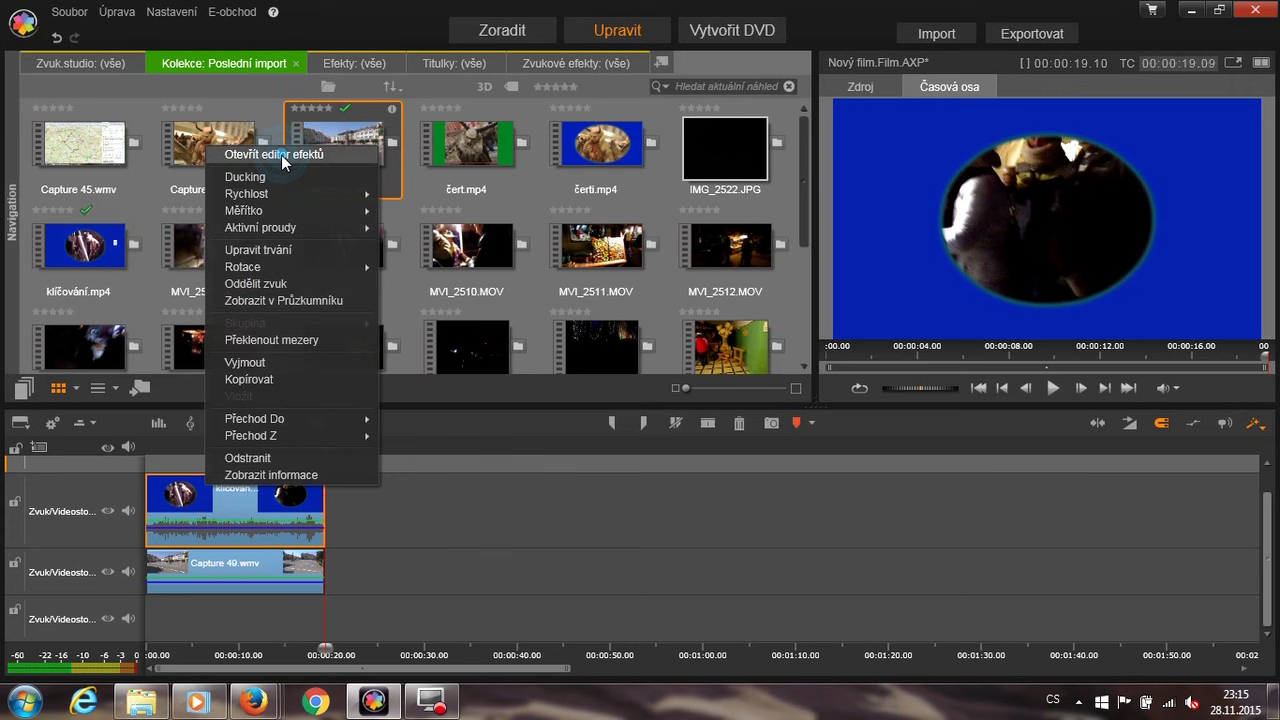 Soubor Úprava Nastavení E-obchod ?
Zoradit Upravit Vytvořit DVD
Import Exportovat
Zvuk.studio: (vše) Kolekce: Poslední import × Efekty: (vše) Titulky: (vše) Zvukové efekty: (vše)
Nový film.Film.AXP* [ ] 00:00:19.10 TC 00:00:19.09
3D Hledat aktuální náhled
Zdroj Časová osa
Navigation
Capture 45.wmv čert.mp4 čerti.mp4 IMG_2522.JPG
klíčování.mp4 MVI_2510.MOV MVI_2511.MOV MVI_2512.MOV
Otevřít editor efektů
Ducking
Rychlost
Měřítko
Aktivní proudy
Upravit trvání
Rotace
Oddělit zvuk
Zobrazit v Průzkumníku
Skupina
Překlenout mezery
Vyjmout
Kopírovat
Vložit
Přechod Do
Přechod Z
Odstranit
Zobrazit informace
:00.00 00:00:04.00 00:00:08.00 00:00:12.00 00:00:16.00 00
Zvuk/Videosto...
Zvuk/Videosto... Capture 49.wmv
Zvuk/Videosto...
-60 -22 -16 -10 -6 -3 0 :00.00 00:00:10.00 00:00:20.00 00:00:30.00 00:00:40.00 00:00:50.00 00:01:00.00 00:01:10.00 00:01:20.00 00:01:30.00 00:01:40.00 00:01:50.00 00:02
CS 23:15
28.11.2015